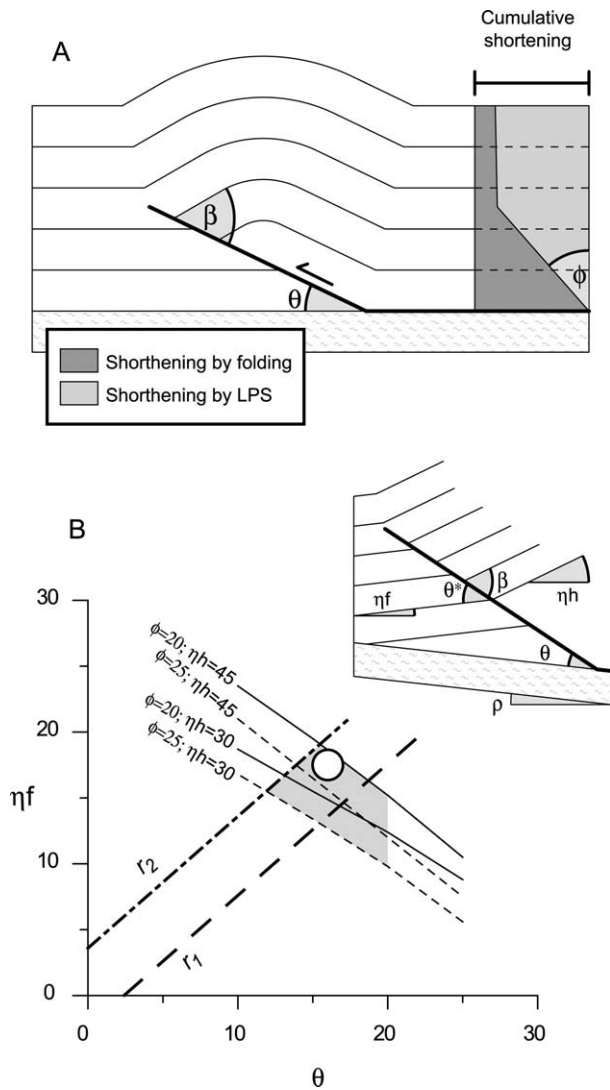 Cumulative
shortening
A
β
θ
ϕ
Shorthening by folding
Shortening by LPS
B
β
θ*
ηf
ηh
θ
ρ
30
ϕ=20; ηh=45
ϕ=25; ηh=45
ϕ=20; ηh=30
ϕ=25; ηh=30
20
ηf
10
r2
r1
0
0
10
20
30
θ